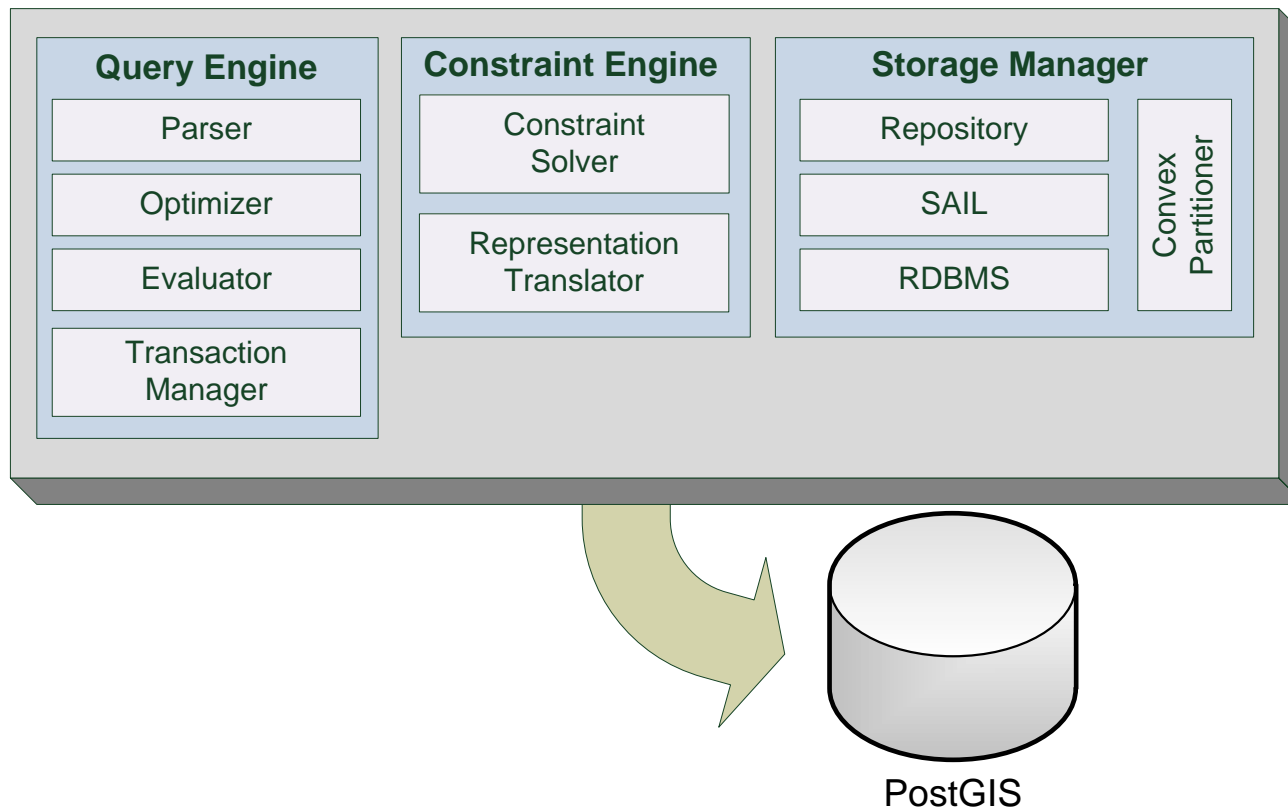 Query Engine
Parser
Optimizer
Evaluator
Transaction
Manager
Constraint Engine
Constraint
Solver
Representation
Translator
Storage Manager
Repository
SAIL
RDBMS
Convex
Partitioner
PostGIS